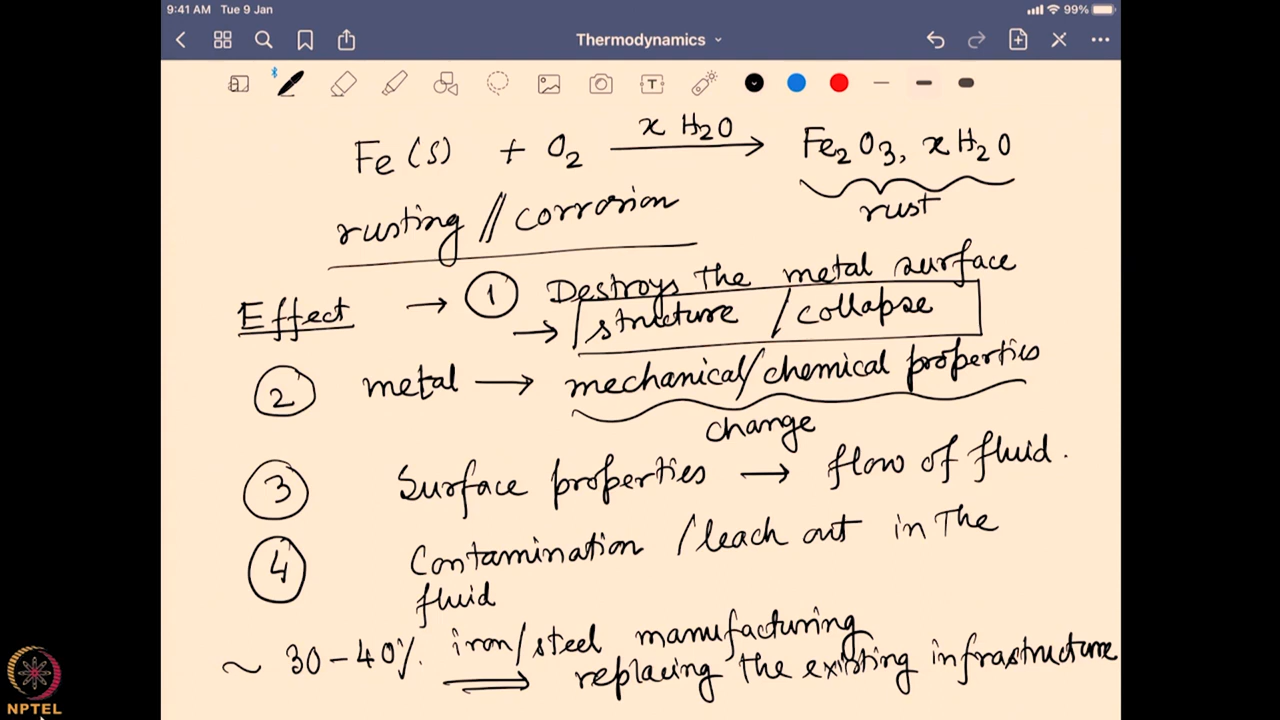 9:41 AM Tue 9 Jan
99%
Thermodynamics
T
x H2O
Fe (s) + O2 → Fe2O3, x H2O
rust
rusting // corrosion
Effect → 1 Destroys the metal surface
→ structure / collapse
2 metal → mechanical/chemical properties
change
3 Surface properties → flow of fluid.
4 Contamination / leach out in The
fluid
~ 30-40% iron/steel manufacturing
replacing the existing infrastructure
NPTEL